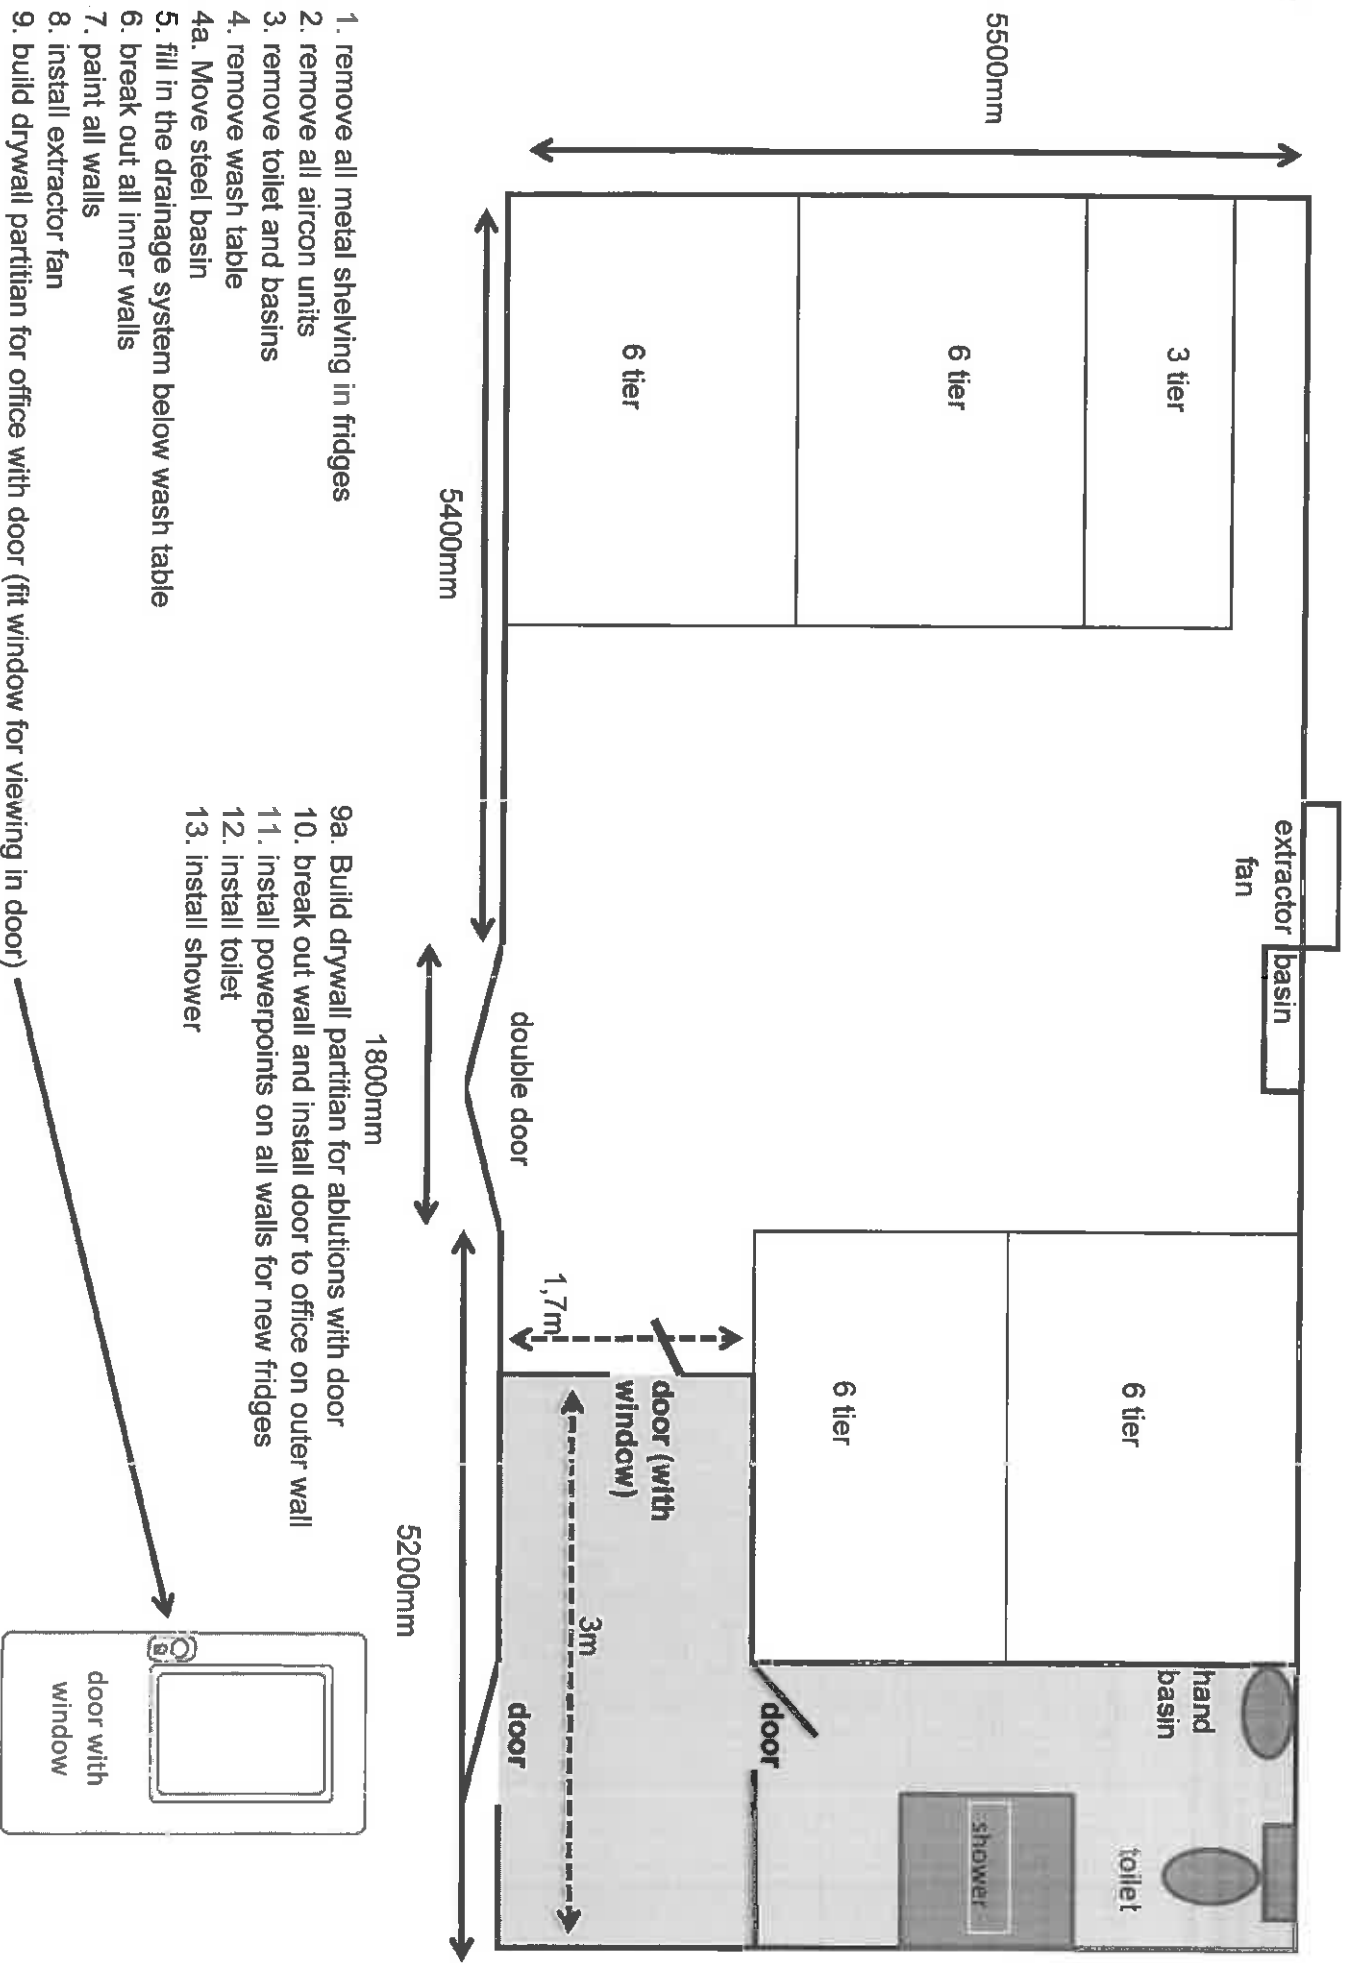 5500mm
3 tier
6 tier
6 tier
extractor
fan
basin
6 tier
6 tier
hand
basin
toilet
shower
door
door (with
window)
1,7m
3m
door
double door
5400mm
1800mm
5200mm
1. remove all metal shelving in fridges
2. remove all aircon units
3. remove toilet and basins
4. remove wash table
4a. Move steel basin
5. fill in the drainage system below wash table
6. break out all inner walls
7. paint all walls
8. install extractor fan
9. build drywall partitian for office with door (fit window for viewing in door)
9a. Build drywall partitian for ablutions with door
10. break out wall and install door to office on outer wall
11. install powerpoints on all walls for new fridges
12. install toilet
13. install shower
door with
window